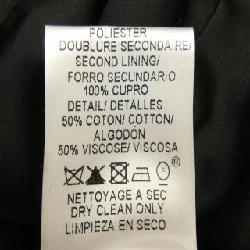 POLIESTER
DOUBLURE SECONDAIRE/
SECOND LINING/
FORRO SECUNDARIO
100% CUPRO
DETAIL/ DETALLES
50% COTON/ COTTON/
ALGODÓN
50% VISCOSE/ VISCOSA
®
NETTOYAGE A SEC
DRY CLEAN ONLY
LIMPIEZA EN SECO